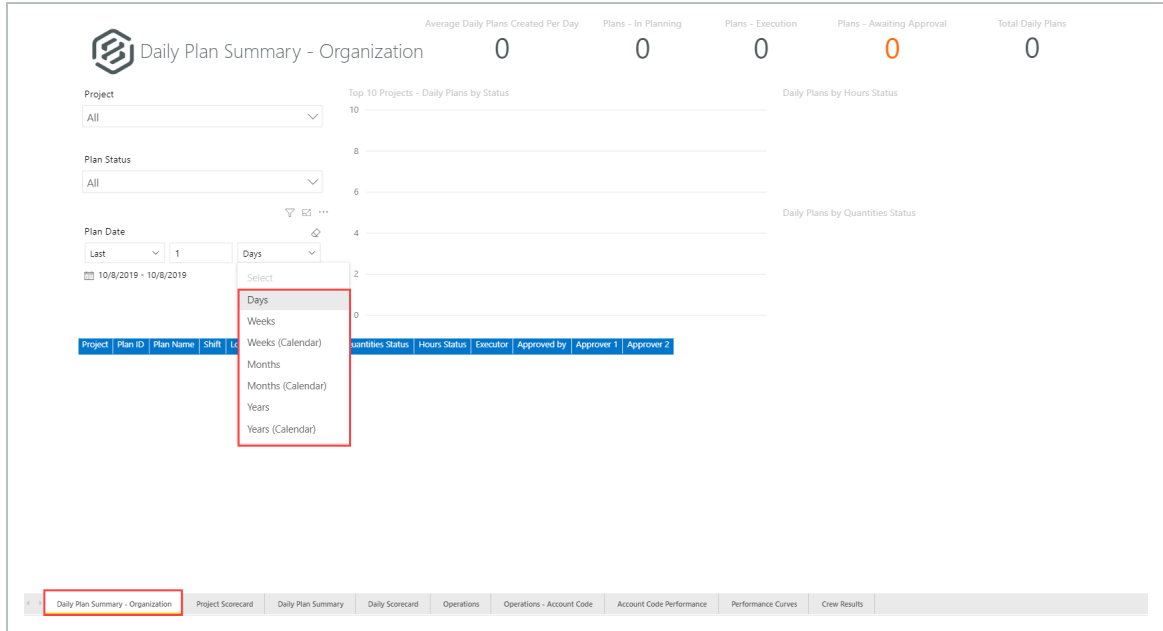 Average Daily Plans Created Per Day Plans - In Planning Plans - Execution Plans - Awaiting Approval Total Daily Plans
Daily Plan Summary - Organization 0 0 0 0 0
Project
All
Plan Status
All
Plan Date
Last 1 Days
10/8/2019 - 10/8/2019
Select
Days
Weeks
Weeks (Calendar)
Months
Months (Calendar)
Years
Years (Calendar)
Top 10 Projects - Daily Plans by Status
10
8
6
4
2
0
Daily Plans by Hours Status
Daily Plans by Quantities Status
Project Plan ID Plan Name Shift Status Hours Status Executor Approved by Approver 1 Approver 2
Daily Plan Summary - Organization Project Scorecard Daily Plan Summary Daily Scorecard Operations Operations - Account Code Account Code Performance Performance Curves Crew Results